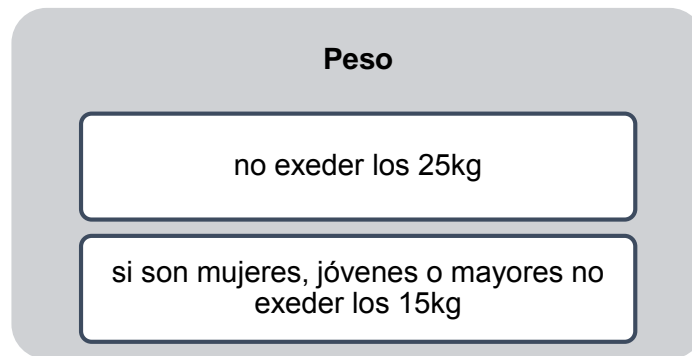 Peso
no exeder los 25kg
si son mujeres, jóvenes o mayores no
exeder los 15kg